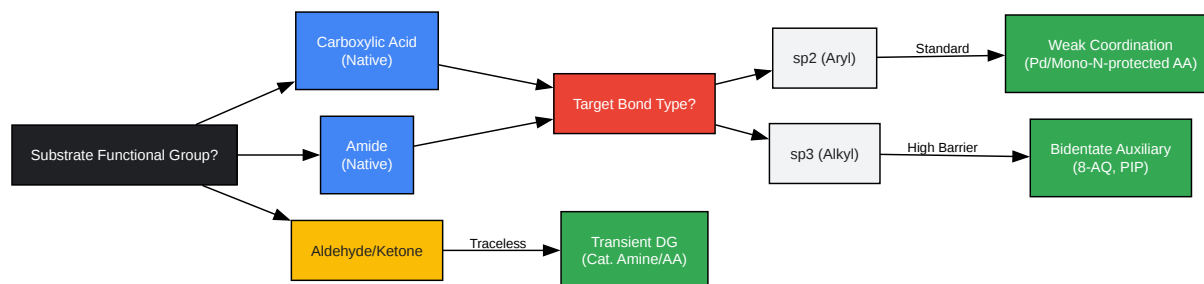 Substrate Functional Group?
Carboxylic Acid
(Native)
Amide
(Native)
Aldehyde/Ketone
Traceless
Transient DG
(Cat. Amine/AA)
Target Bond Type?
sp2 (Aryl)
Standard
Weak Coordination
(Pd/Mono-N-protected AA)
sp3 (Alkyl)
High Barrier
Bidentate Auxiliary
(8-AQ, PIP)